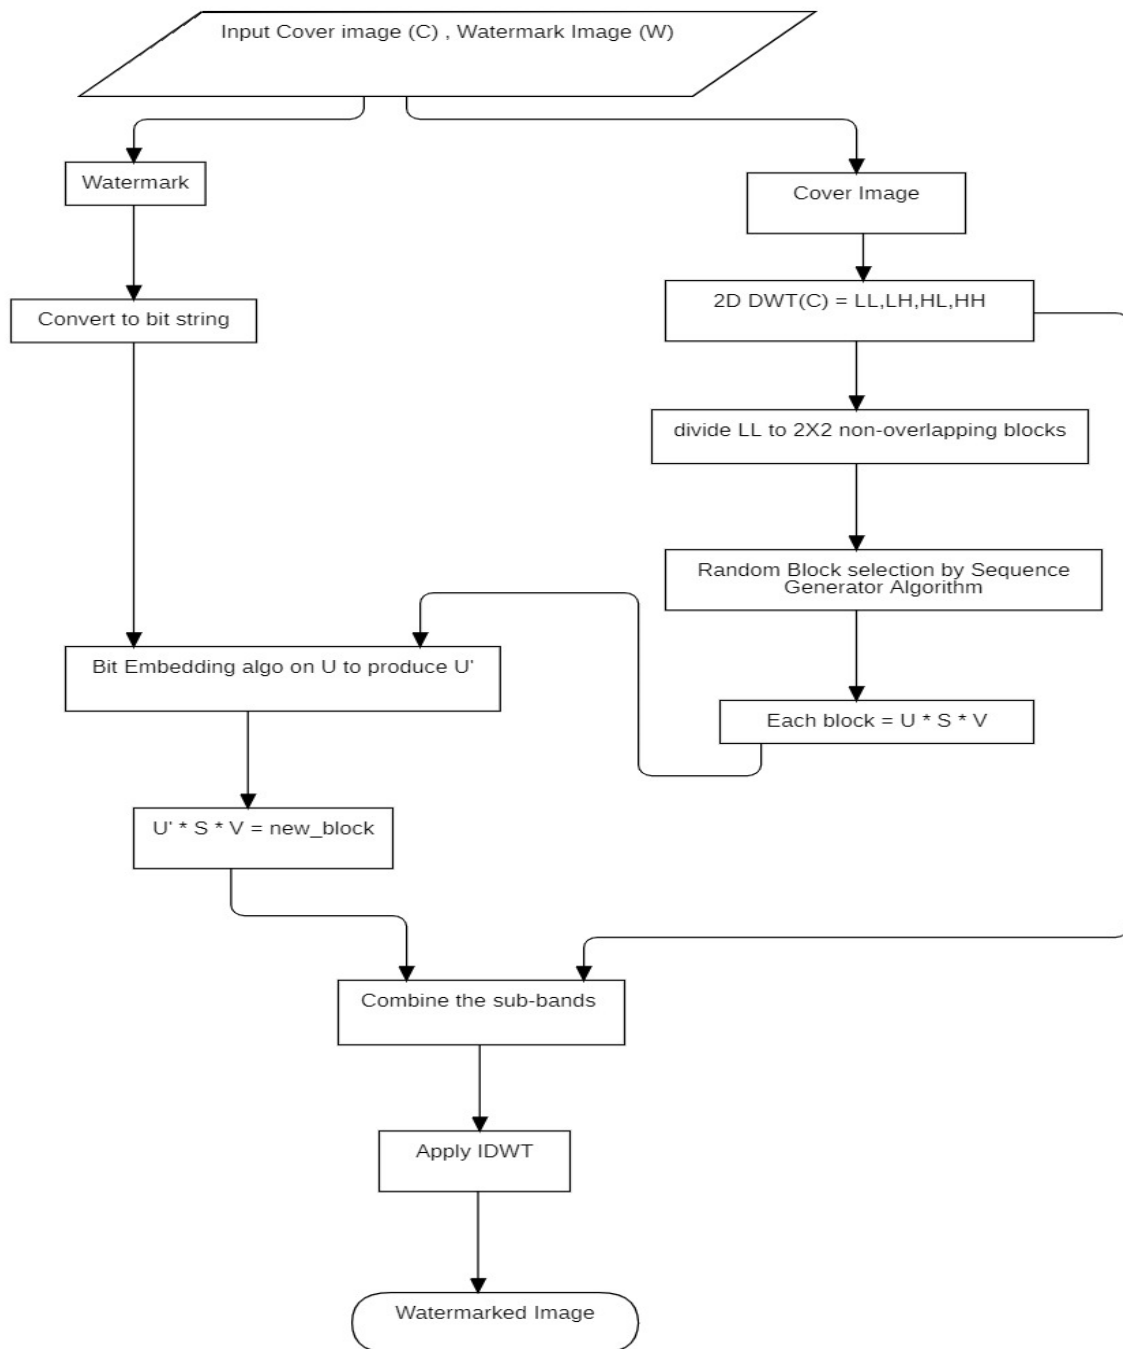 Input Cover image (C) , Watermark Image (W)
Watermark
Cover Image
2D DWT(C) = LL,LH,HL,HH
Convert to bit string
divide LL to 2X2 non-overlapping blocks
Random Block selection by Sequence
Generator Algorithm
Bit Embedding algo on U to produce U'
Each block = U * S * V
U' * S * V = new_block
Combine the sub-bands
Apply IDWT
Watermarked Image